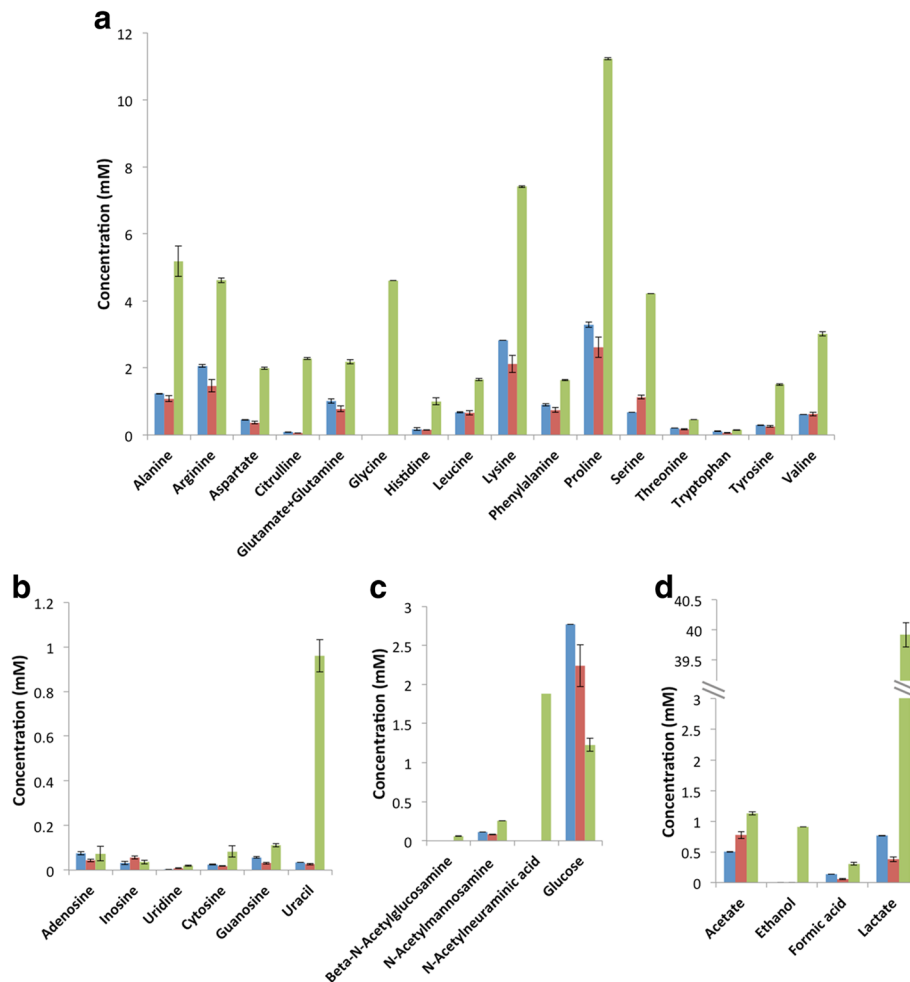 a
Concentration (mM)
12
10
8
6
4
2
0
Alanine
Arginine
Aspartate
Citrulline
Glutamate+Glutamine
Glycine
Histidine
Leucine
Lysine
Phenylalanine
Proline
Serine
Threonine
Tryptophan
Tyrosine
Valine
b
Concentration (mM)
1.2
1
0.8
0.6
0.4
0.2
0
Adenosine
Inosine
Uridine
Cytosine
Guanosine
Uracil
c
Concentration (mM)
3
2.5
2
1.5
1
0.5
0
Beta-N-Acetylglucosamine
N-Acetylmannosamine
N-Acetylneuraminic acid
Glucose
d
Concentration (mM)
40.5
40
39.5
3
2.5
2
1.5
1
0.5
0
Acetate
Ethanol
Formic acid
Lactate